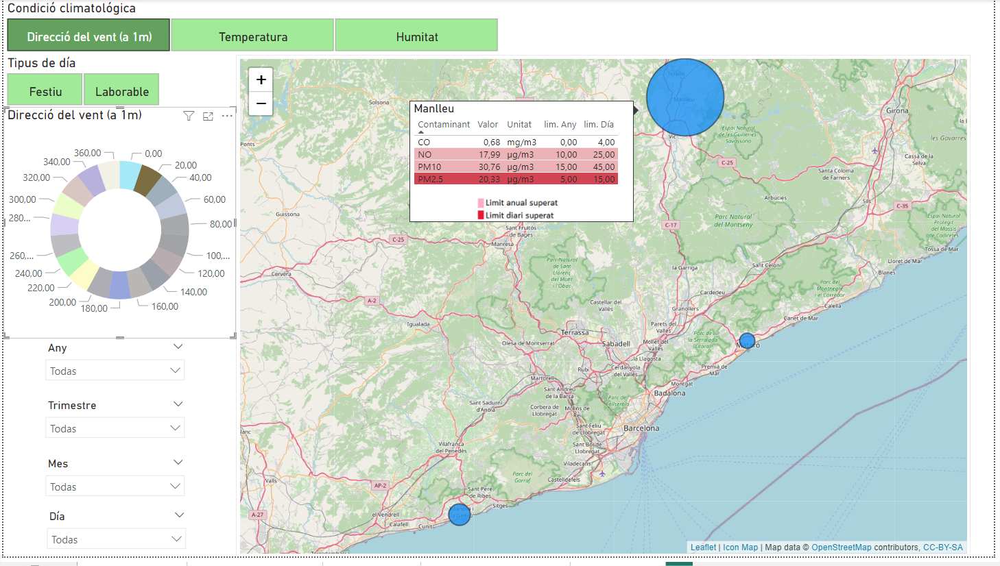 Condició climatológica
Direcció del vent (a 1m)
Temperatura
Humitat
Tipus de día
Festiu
Laborable
Direcció del vent (a 1m)
360,00
0,00
340,00
20,00
320,00
40,00
300,00
60,00
280...
80,00
260,...
100,...
240,00
120,00
220,00
140,00
200,00
160,00
180,00
Any
Todas
Trimestre
Todas
Mes
Todas
Día
Todas
+
−
Manlleu
Contaminant Valor Unitat lim. Any lim. Día
CO 0,68 mg/m3 0,00 4,00
NO 17,99 µg/m3 10,00 25,00
PM10 30,76 µg/m3 15,00 45,00
PM2.5 20,33 µg/m3 5,00 15,00
Limit anual superat
Limit diari superat
Torelló
Manlleu
Vic
Solsona
Ponts
Girona
Espai Natural
de les Guilleries
Savassona
les Gavarres
Cassà de la
Selva
C-25
Santa Coloma
de Farners
Arbúcies
Sils
C-35
Guissona
Parc Natural
del Montseny
C-17
Espai Natural
Protegit
del Massís
de Cadiretes
Sant Fruitós
de Bages
C-25
Manresa
Tossa de Mar
Parc Natural
de Sant
Llorenç
del Munt
i l'Obac
la Garriga
Sant Celoni
Lloret de Mar
Blanes
Cervera
Parc del
Montnegre
i el Corredor
A-2
Castellar del
Vallès
Cardedeu
Granollers
Calella
Canet de Mar
Igualada
Terrassa
Parets del
Vallès
Olesa de Montserrat
Sabadell
Mollet del
Vallès
Parc de
la Serralada
Litoral
Mataró
la Llagosta
Rubí
Cerdanyola
del Vallès
Premià de
Mar
Martorell
Montgat
Sant Andreu
de la Barca
Badalona
Sant Sadurní
d'Anoia
Parc de
Collserola
Corbera de
Llobregat
Molins de
Rei
Barcelona
Sant Feliu
de Llobregat
Vilafranca
del Penedès
Sant Boi de
Llobregat
Viladecans
Valls
Parc del
Garraf
Castelldefels
AP-2
Sant Pere
de Ribes
Sitges
A-27
Vilanova i
la Geltrú
el Vendrell
Calafell
Cunit
Leaflet | Icon Map | Map data © OpenStreetMap contributors, CC-BY-SA